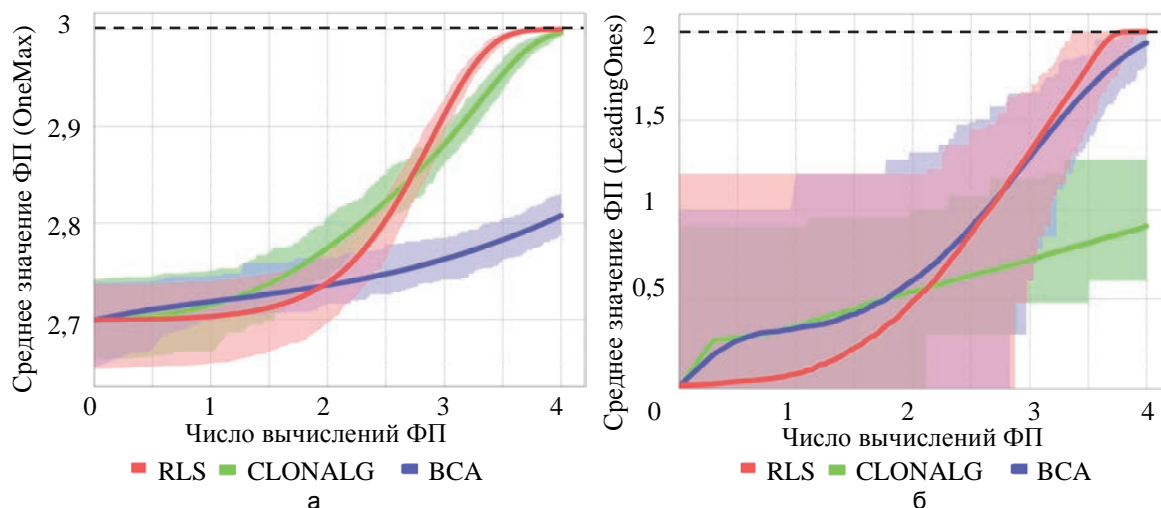 Среднее значение ФП (OneMax)
3
2,9
2,8
2,7
0 1 2 3 4
Число вычислений ФП
RLS CLONALG BCA
а
Среднее значение ФП (LeadingOnes)
2
1,5
1
0,5
0
1 2 3 4
Число вычислений ФП
RLS CLONALG BCA
б